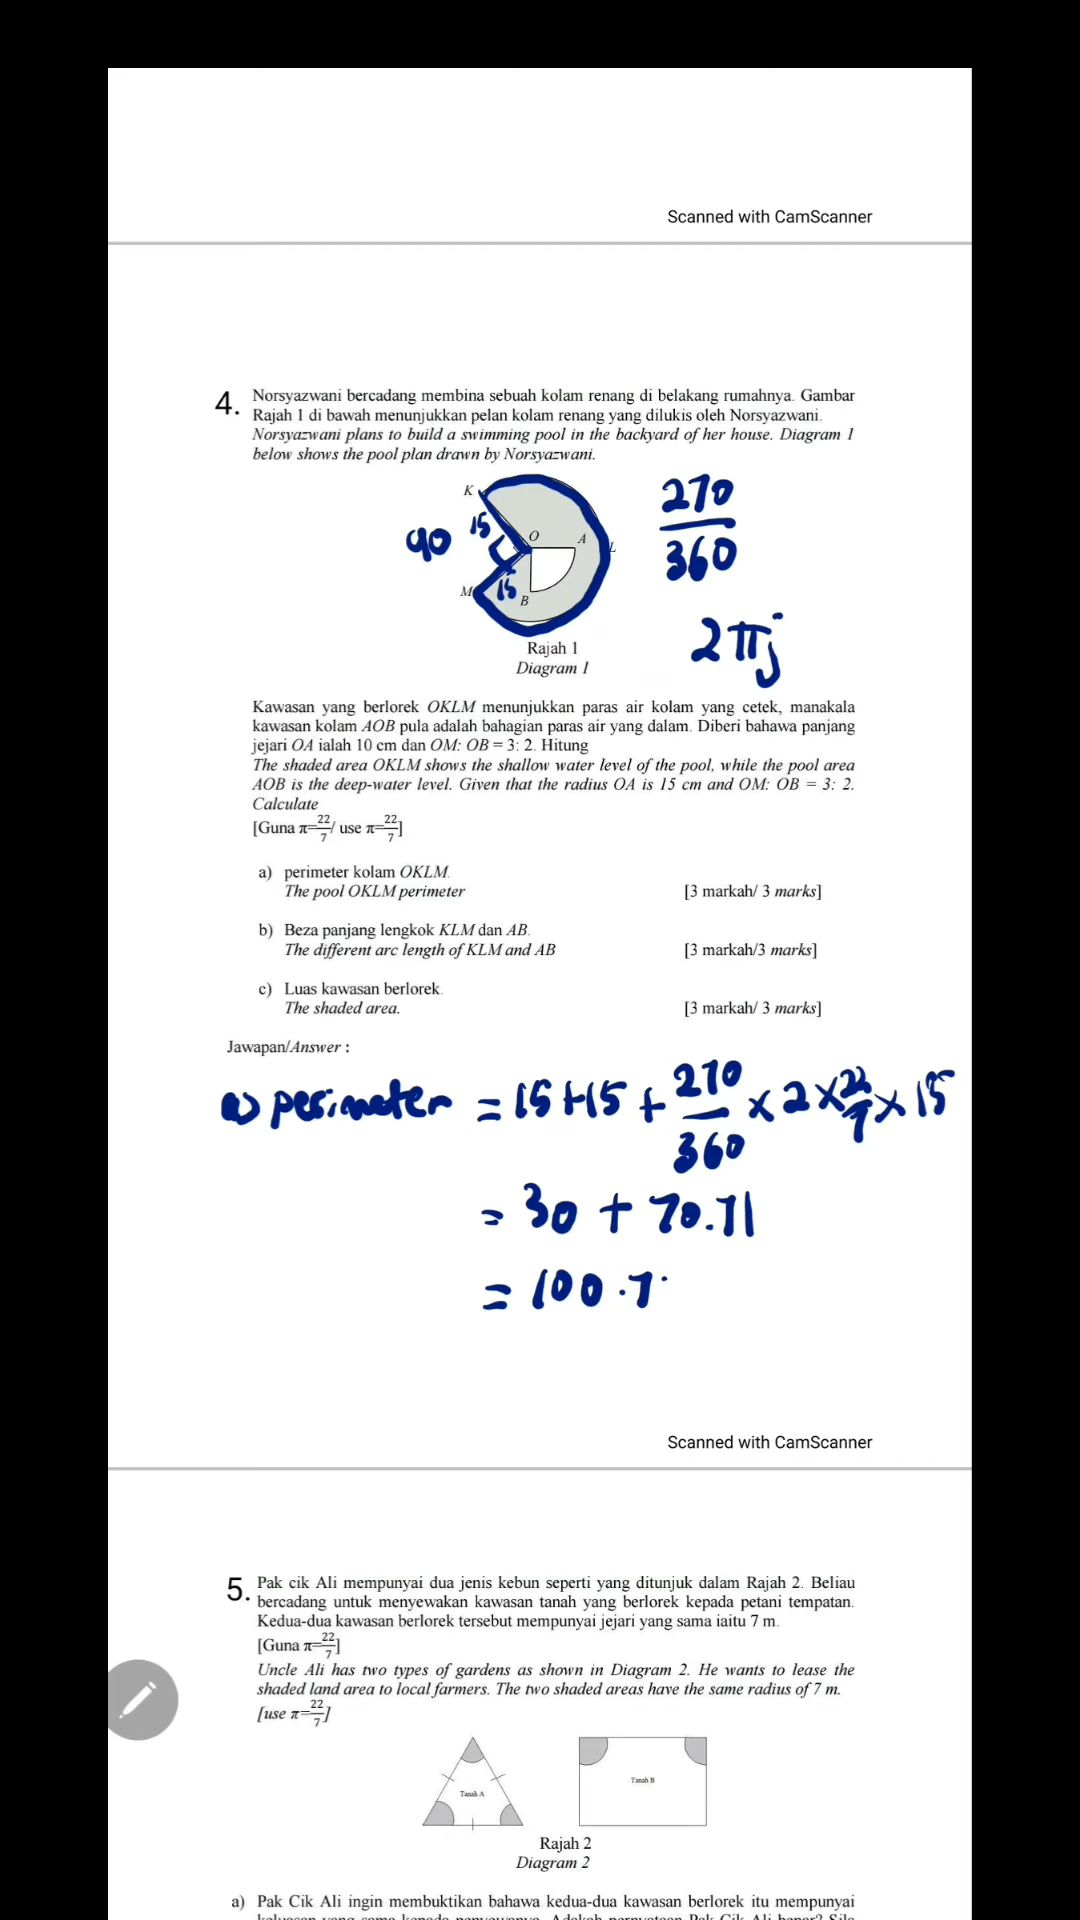 Scanned with CamScanner
4. Norsyazwani bercadang membina sebuah kolam renang di belakang rumahnya. Gambar
Rajah 1 di bawah menunjukkan pelan kolam renang yang dilukis oleh Norsyazwani.
Norsyazwani plans to build a swimming pool in the backyard of her house. Diagram 1
below shows the pool plan drawn by Norsyazwani.
K
15
O
A
L
90
M
15
B
270
360
2πj
Rajah 1
Diagram 1
Kawasan yang berlorek OKLM menunjukkan paras air kolam yang cetek, manakala
kawasan kolam AOB pula adalah bahagian paras air yang dalam. Diberi bahawa panjang
jejari OA ialah 10 cm dan OM: OB = 3: 2. Hitung
The shaded area OKLM shows the shallow water level of the pool, while the pool area
AOB is the deep-water level. Given that the radius OA is 15 cm and OM: OB = 3: 2.
Calculate
[Guna π=22/7/ use π=22/7]
a) perimeter kolam OKLM.
The pool OKLM perimeter [3 markah/ 3 marks]
b) Beza panjang lengkok KLM dan AB.
The different arc length of KLM and AB [3 markah/3 marks]
c) Luas kawasan berlorek.
The shaded area. [3 markah/ 3 marks]
Jawapan/Answer :
a) perimeter = 15+15 + 270/360 × 2 × 22/7 × 15
= 30 + 70.71
= 100.7
Scanned with CamScanner
5. Pak cik Ali mempunyai dua jenis kebun seperti yang ditunjuk dalam Rajah 2. Beliau
bercadang untuk menyewakan kawasan tanah yang berlorek kepada petani tempatan.
Kedua-dua kawasan berlorek tersebut mempunyai jejari yang sama iaitu 7 m.
[Guna π=22/7]
Uncle Ali has two types of gardens as shown in Diagram 2. He wants to lease the
shaded land area to local farmers. The two shaded areas have the same radius of 7 m.
[use π=22/7]
Tanah A
Tanah B
Rajah 2
Diagram 2
a) Pak Cik Ali ingin membuktikan bahawa kedua-dua kawasan berlorek itu mempunyai